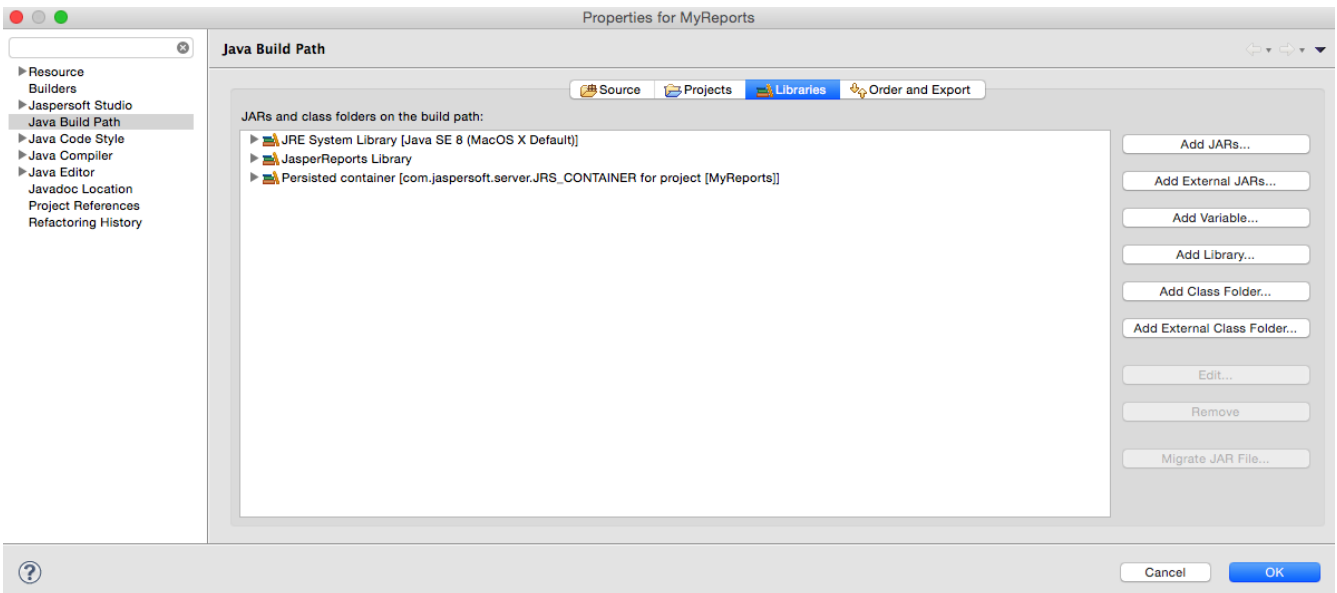 Properties for MyReports
Java Build Path
Resource
Builders
Jaspersoft Studio
Java Build Path
Java Code Style
Java Compiler
Java Editor
Javadoc Location
Project References
Refactoring History
Source Projects Libraries Order and Export
JARs and class folders on the build path:
JRE System Library [Java SE 8 (MacOS X Default)]
JasperReports Library
Persisted container [com.jaspersoft.server.JRS_CONTAINER for project [MyReports]]
Add JARs...
Add External JARs...
Add Variable...
Add Library...
Add Class Folder...
Add External Class Folder...
Edit...
Remove
Migrate JAR File...
?
Cancel OK